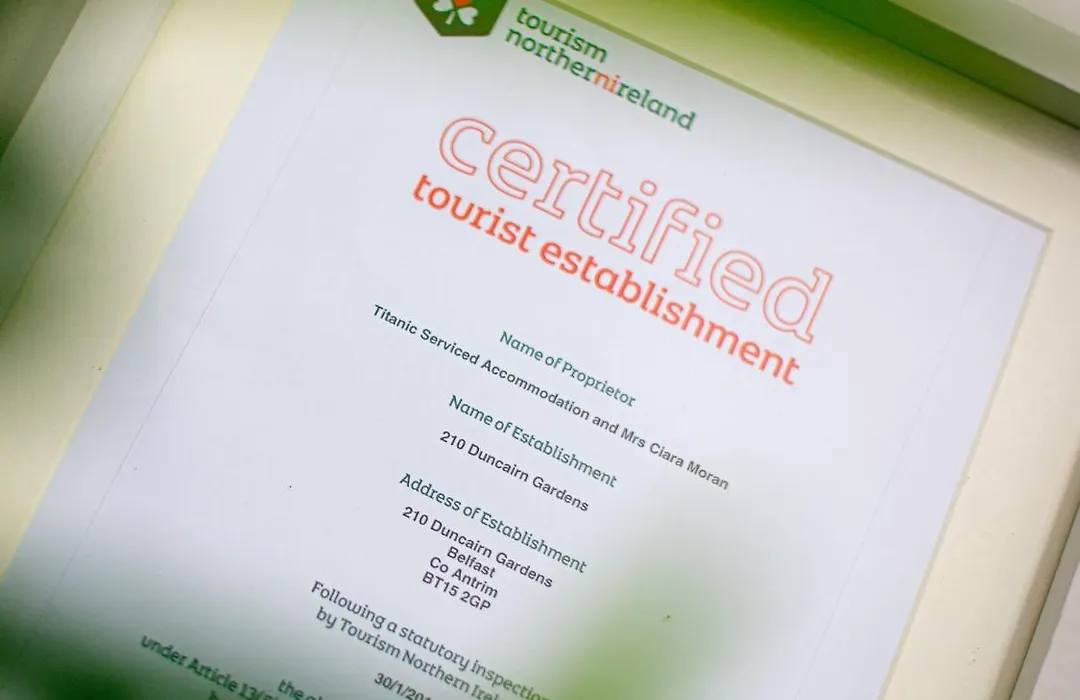 tourism
northernireland
certified
tourist establishment
Name of Proprietor
Titanic Serviced Accommodation and Mrs Ciara Moran
Name of Establishment
210 Duncairn Gardens
Address of Establishment
210 Duncairn Gardens
Belfast
Co Antrim
BT15 2GP
Following a statutory
by Tourism Northern
under Article
the